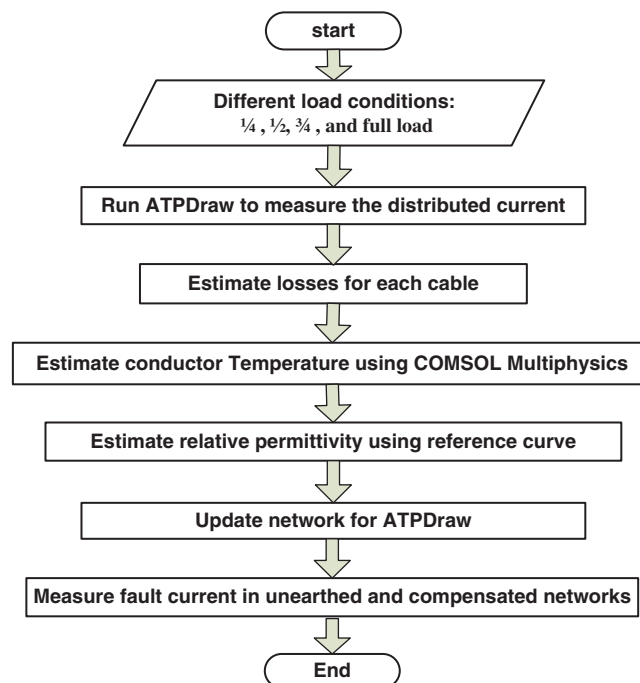 start
Different load conditions:
¼ , ½, ¾ , and full load
Run ATPDraw to measure the distributed current
Estimate losses for each cable
Estimate conductor Temperature using COMSOL Multiphysics
Estimate relative permittivity using reference curve
Update network for ATPDraw
Measure fault current in unearthed and compensated networks
End